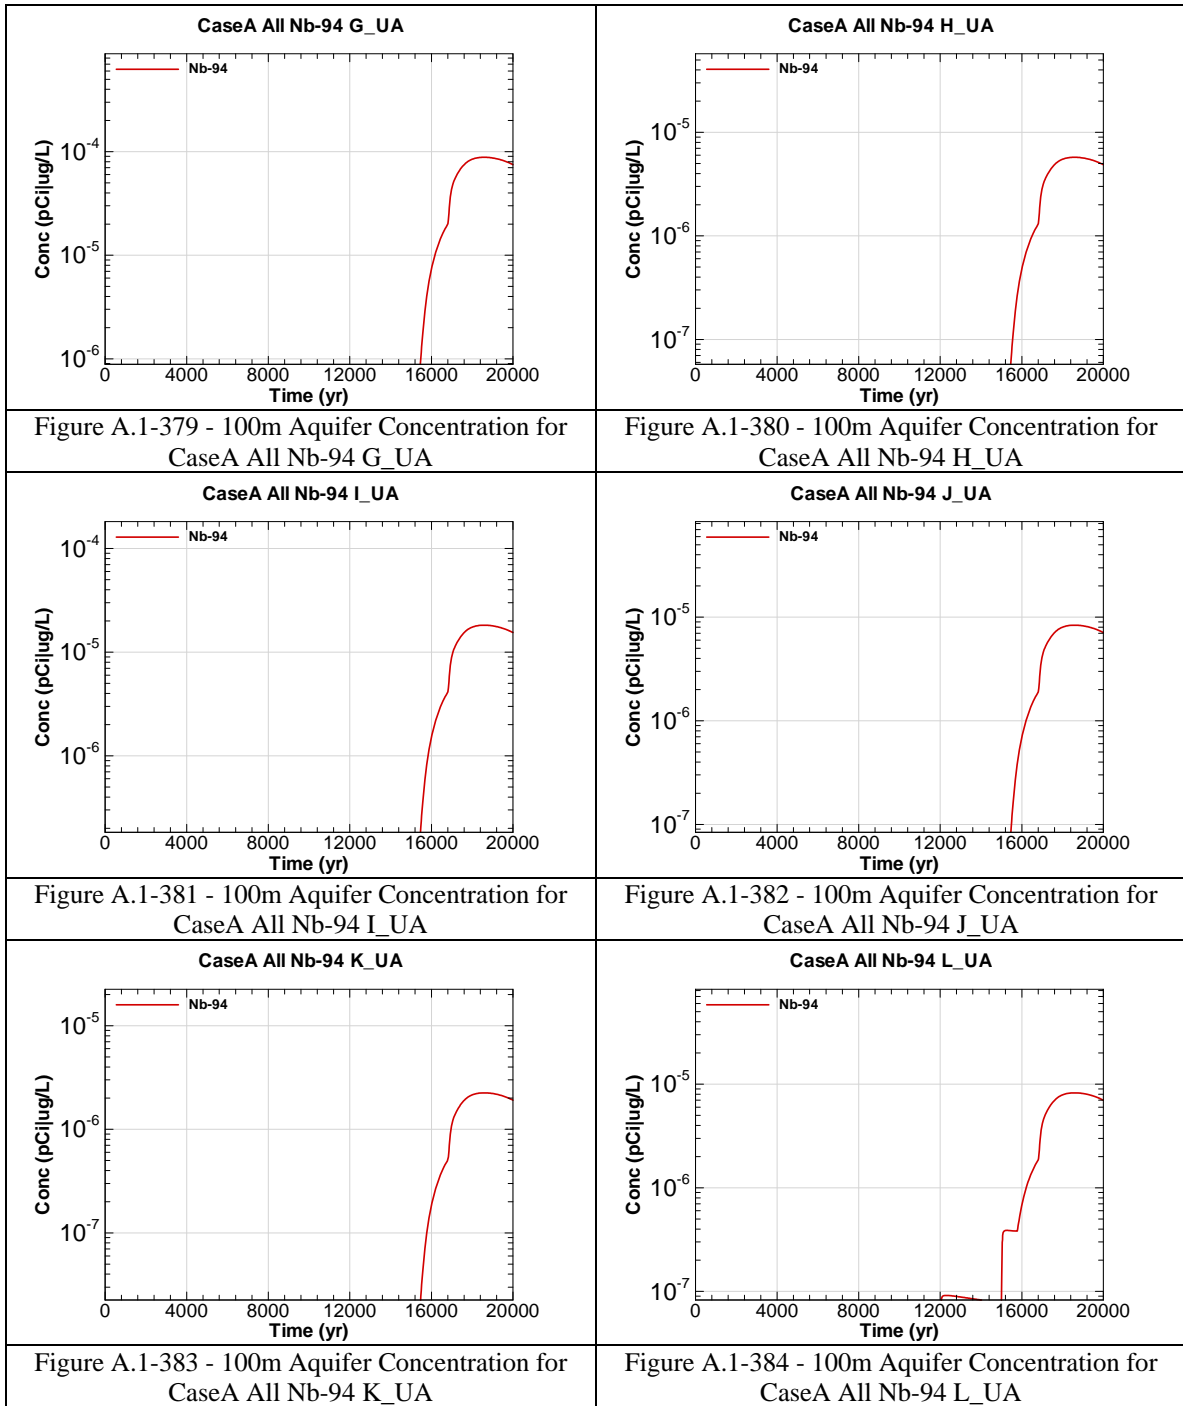 CaseA All Nb-94 G_UA
Nb-94
10-4
10-5
10-6
Conc (pCi|ug/L)
0 4000 8000 12000 16000 20000
Time (yr)
Figure A.1-379 - 100m Aquifer Concentration for
CaseA All Nb-94 G_UA
CaseA All Nb-94 H_UA
Nb-94
10-5
10-6
10-7
Conc (pCi|ug/L)
0 4000 8000 12000 16000 20000
Time (yr)
Figure A.1-380 - 100m Aquifer Concentration for
CaseA All Nb-94 H_UA
CaseA All Nb-94 I_UA
Nb-94
10-4
10-5
10-6
Conc (pCi|ug/L)
0 4000 8000 12000 16000 20000
Time (yr)
Figure A.1-381 - 100m Aquifer Concentration for
CaseA All Nb-94 I_UA
CaseA All Nb-94 J_UA
Nb-94
10-5
10-6
10-7
Conc (pCi|ug/L)
0 4000 8000 12000 16000 20000
Time (yr)
Figure A.1-382 - 100m Aquifer Concentration for
CaseA All Nb-94 J_UA
CaseA All Nb-94 K_UA
Nb-94
10-5
10-6
10-7
Conc (pCi|ug/L)
0 4000 8000 12000 16000 20000
Time (yr)
Figure A.1-383 - 100m Aquifer Concentration for
CaseA All Nb-94 K_UA
CaseA All Nb-94 L_UA
Nb-94
10-5
10-6
10-7
Conc (pCi|ug/L)
0 4000 8000 12000 16000 20000
Time (yr)
Figure A.1-384 - 100m Aquifer Concentration for
CaseA All Nb-94 L_UA